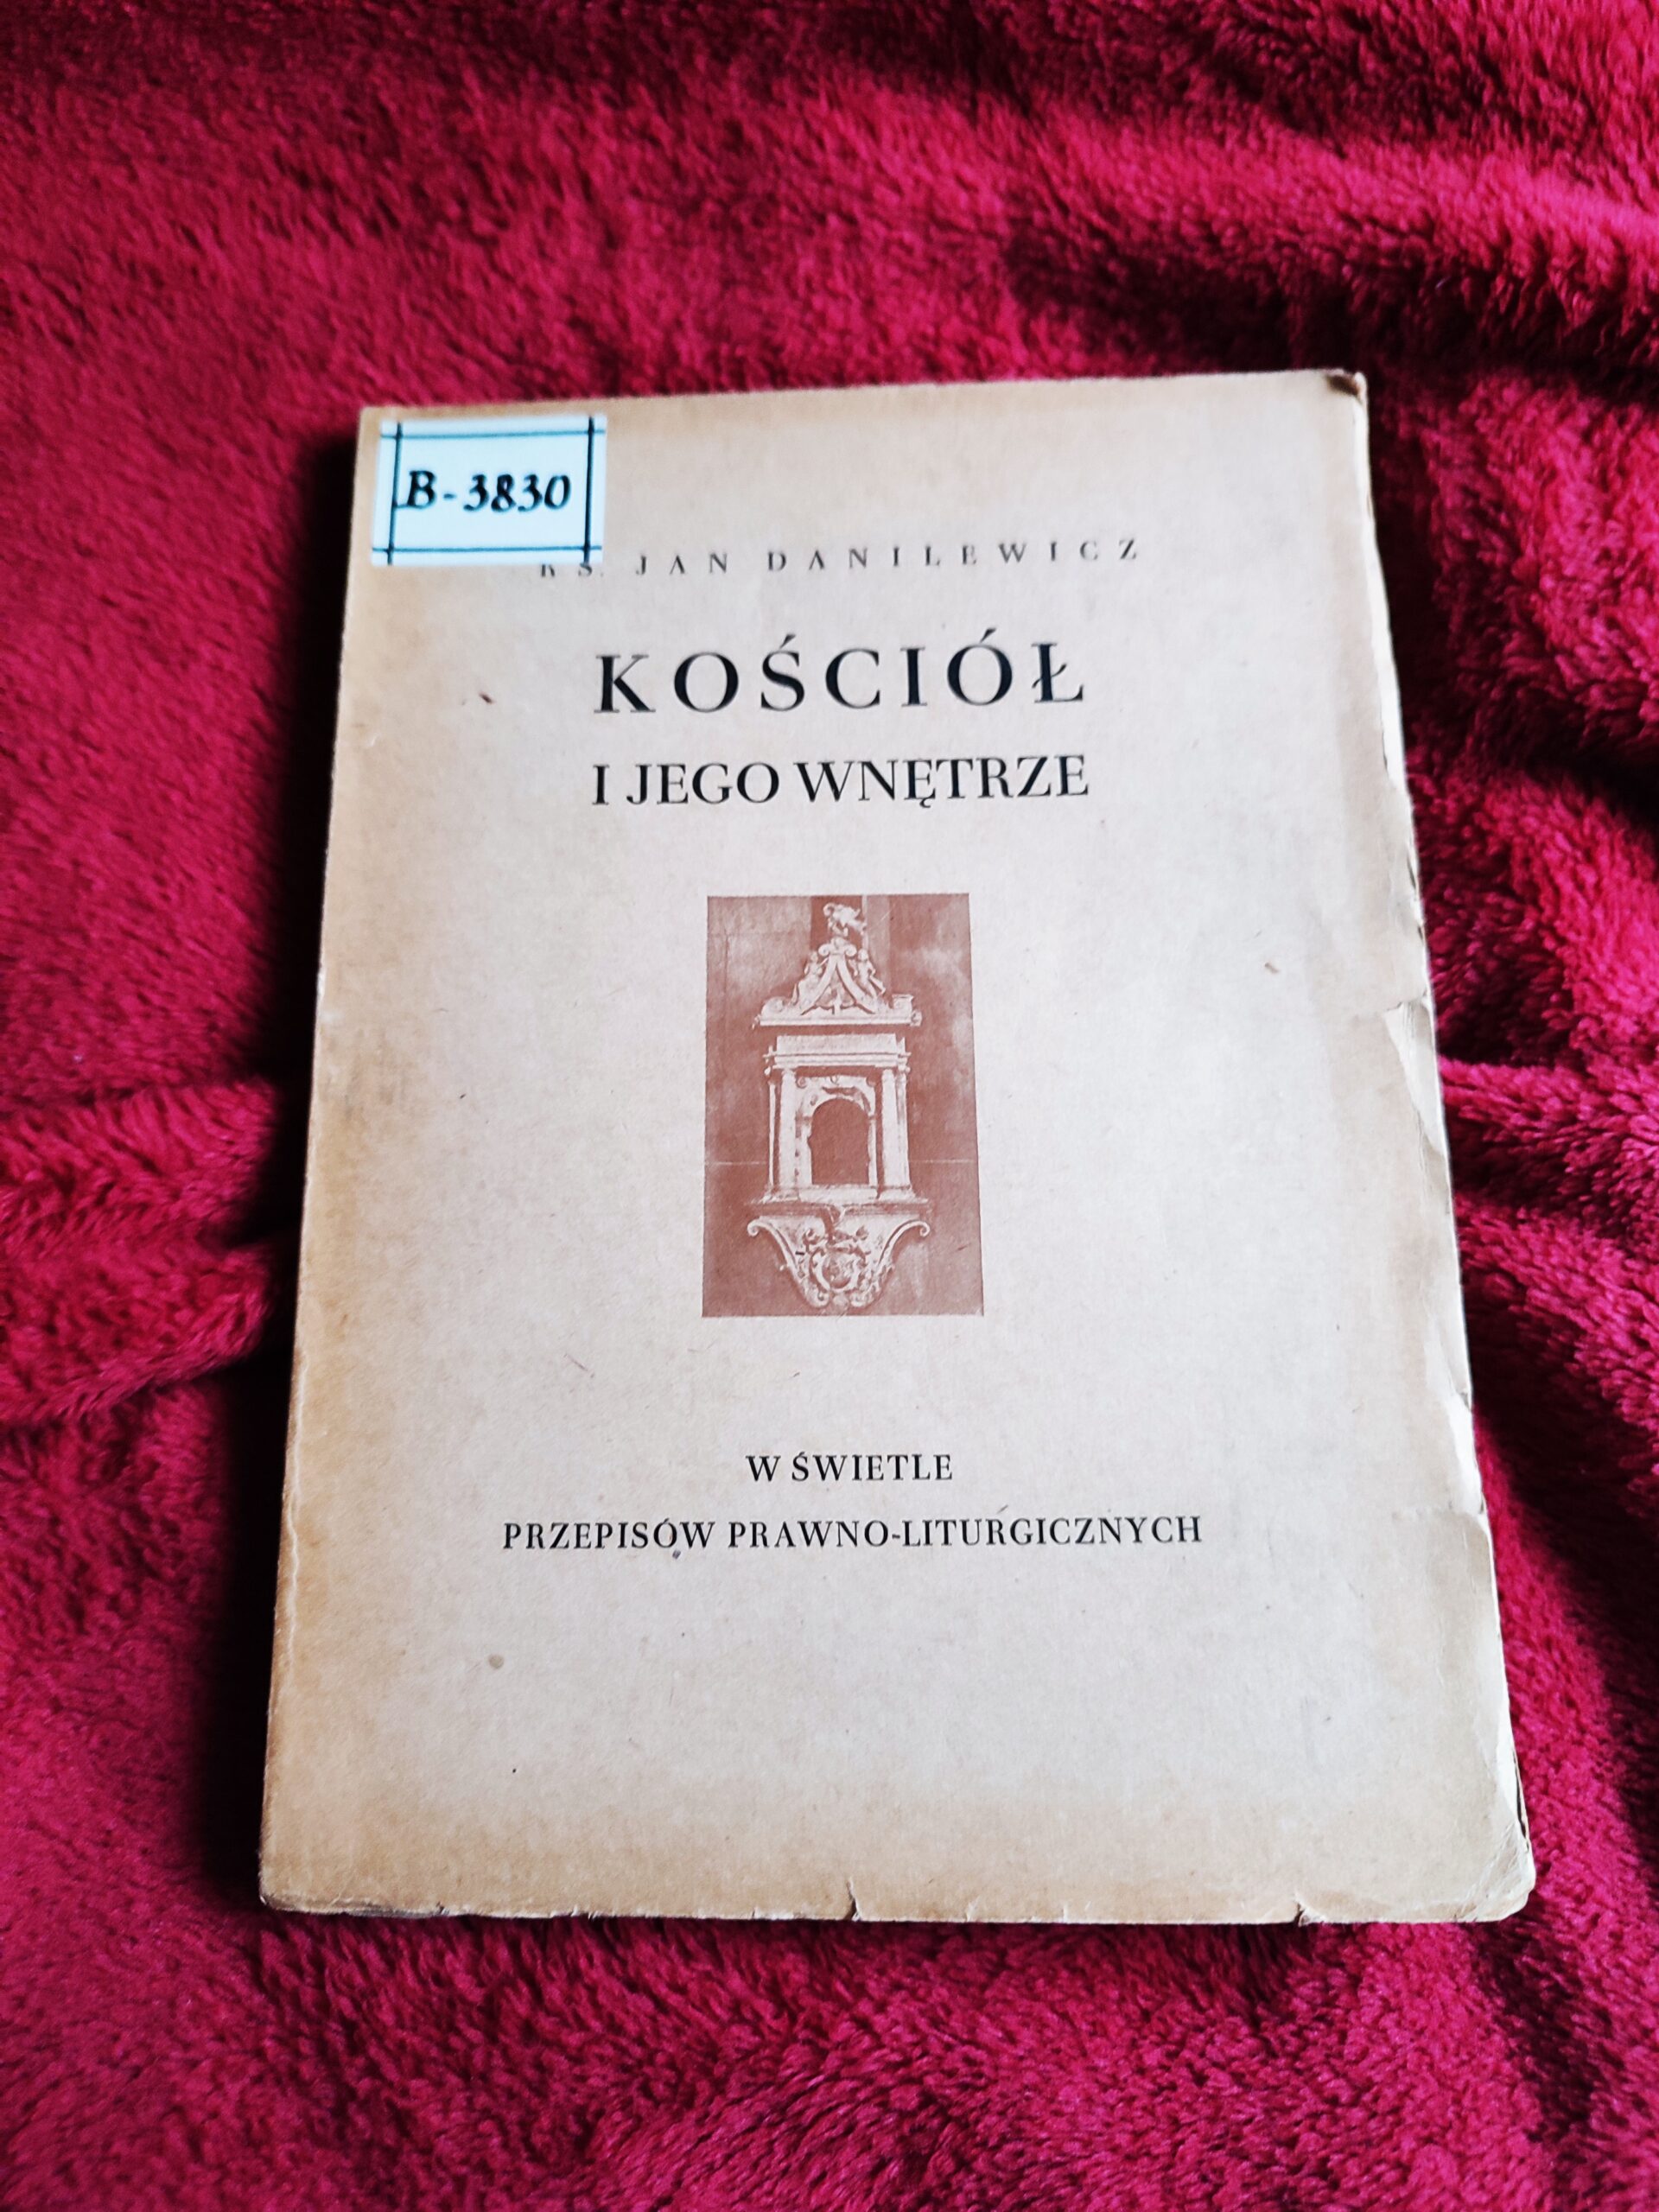 B-3830
KS. JAN DANILEWICZ
KOŚCIÓŁ
I JEGO WNĘTRZE
W ŚWIETLE
PRZEPISÓW PRAWNO-LITURGICZNYCH